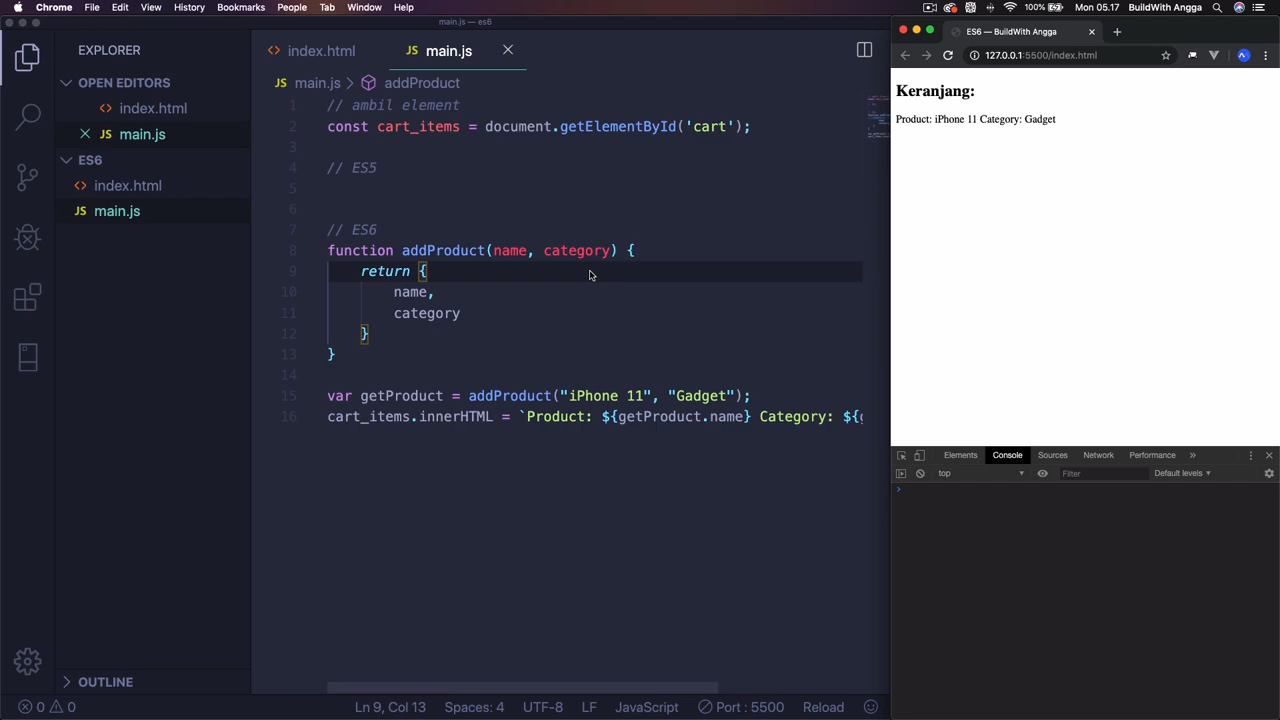 Chrome File Edit View History Bookmarks People Tab Window Help 100% Mon 05.17 BuildWith Angga
main.js — es6
EXPLORER
OPEN EDITORS
index.html
JS main.js
ES6
index.html
JS main.js
OUTLINE
index.html JS main.js
JS main.js > addProduct
1 // ambil element
2 const cart_items = document.getElementById('cart');
3
4 // ES5
5
6
7 // ES6
8 function addProduct(name, category) {
9 return {
10 name,
11 category
12 }
13 }
14
15 var getProduct = addProduct("iPhone 11", "Gadget");
16 cart_items.innerHTML = `Product: ${getProduct.name} Category: ${g
0 0 Ln 9, Col 13 Spaces: 4 UTF-8 LF JavaScript Port : 5500 Reload
ES6 — BuildWith Angga
127.0.0.1:5500/index.html
Keranjang:
Product: iPhone 11 Category: Gadget
Elements Console Sources Network Performance »
top Filter Default levels